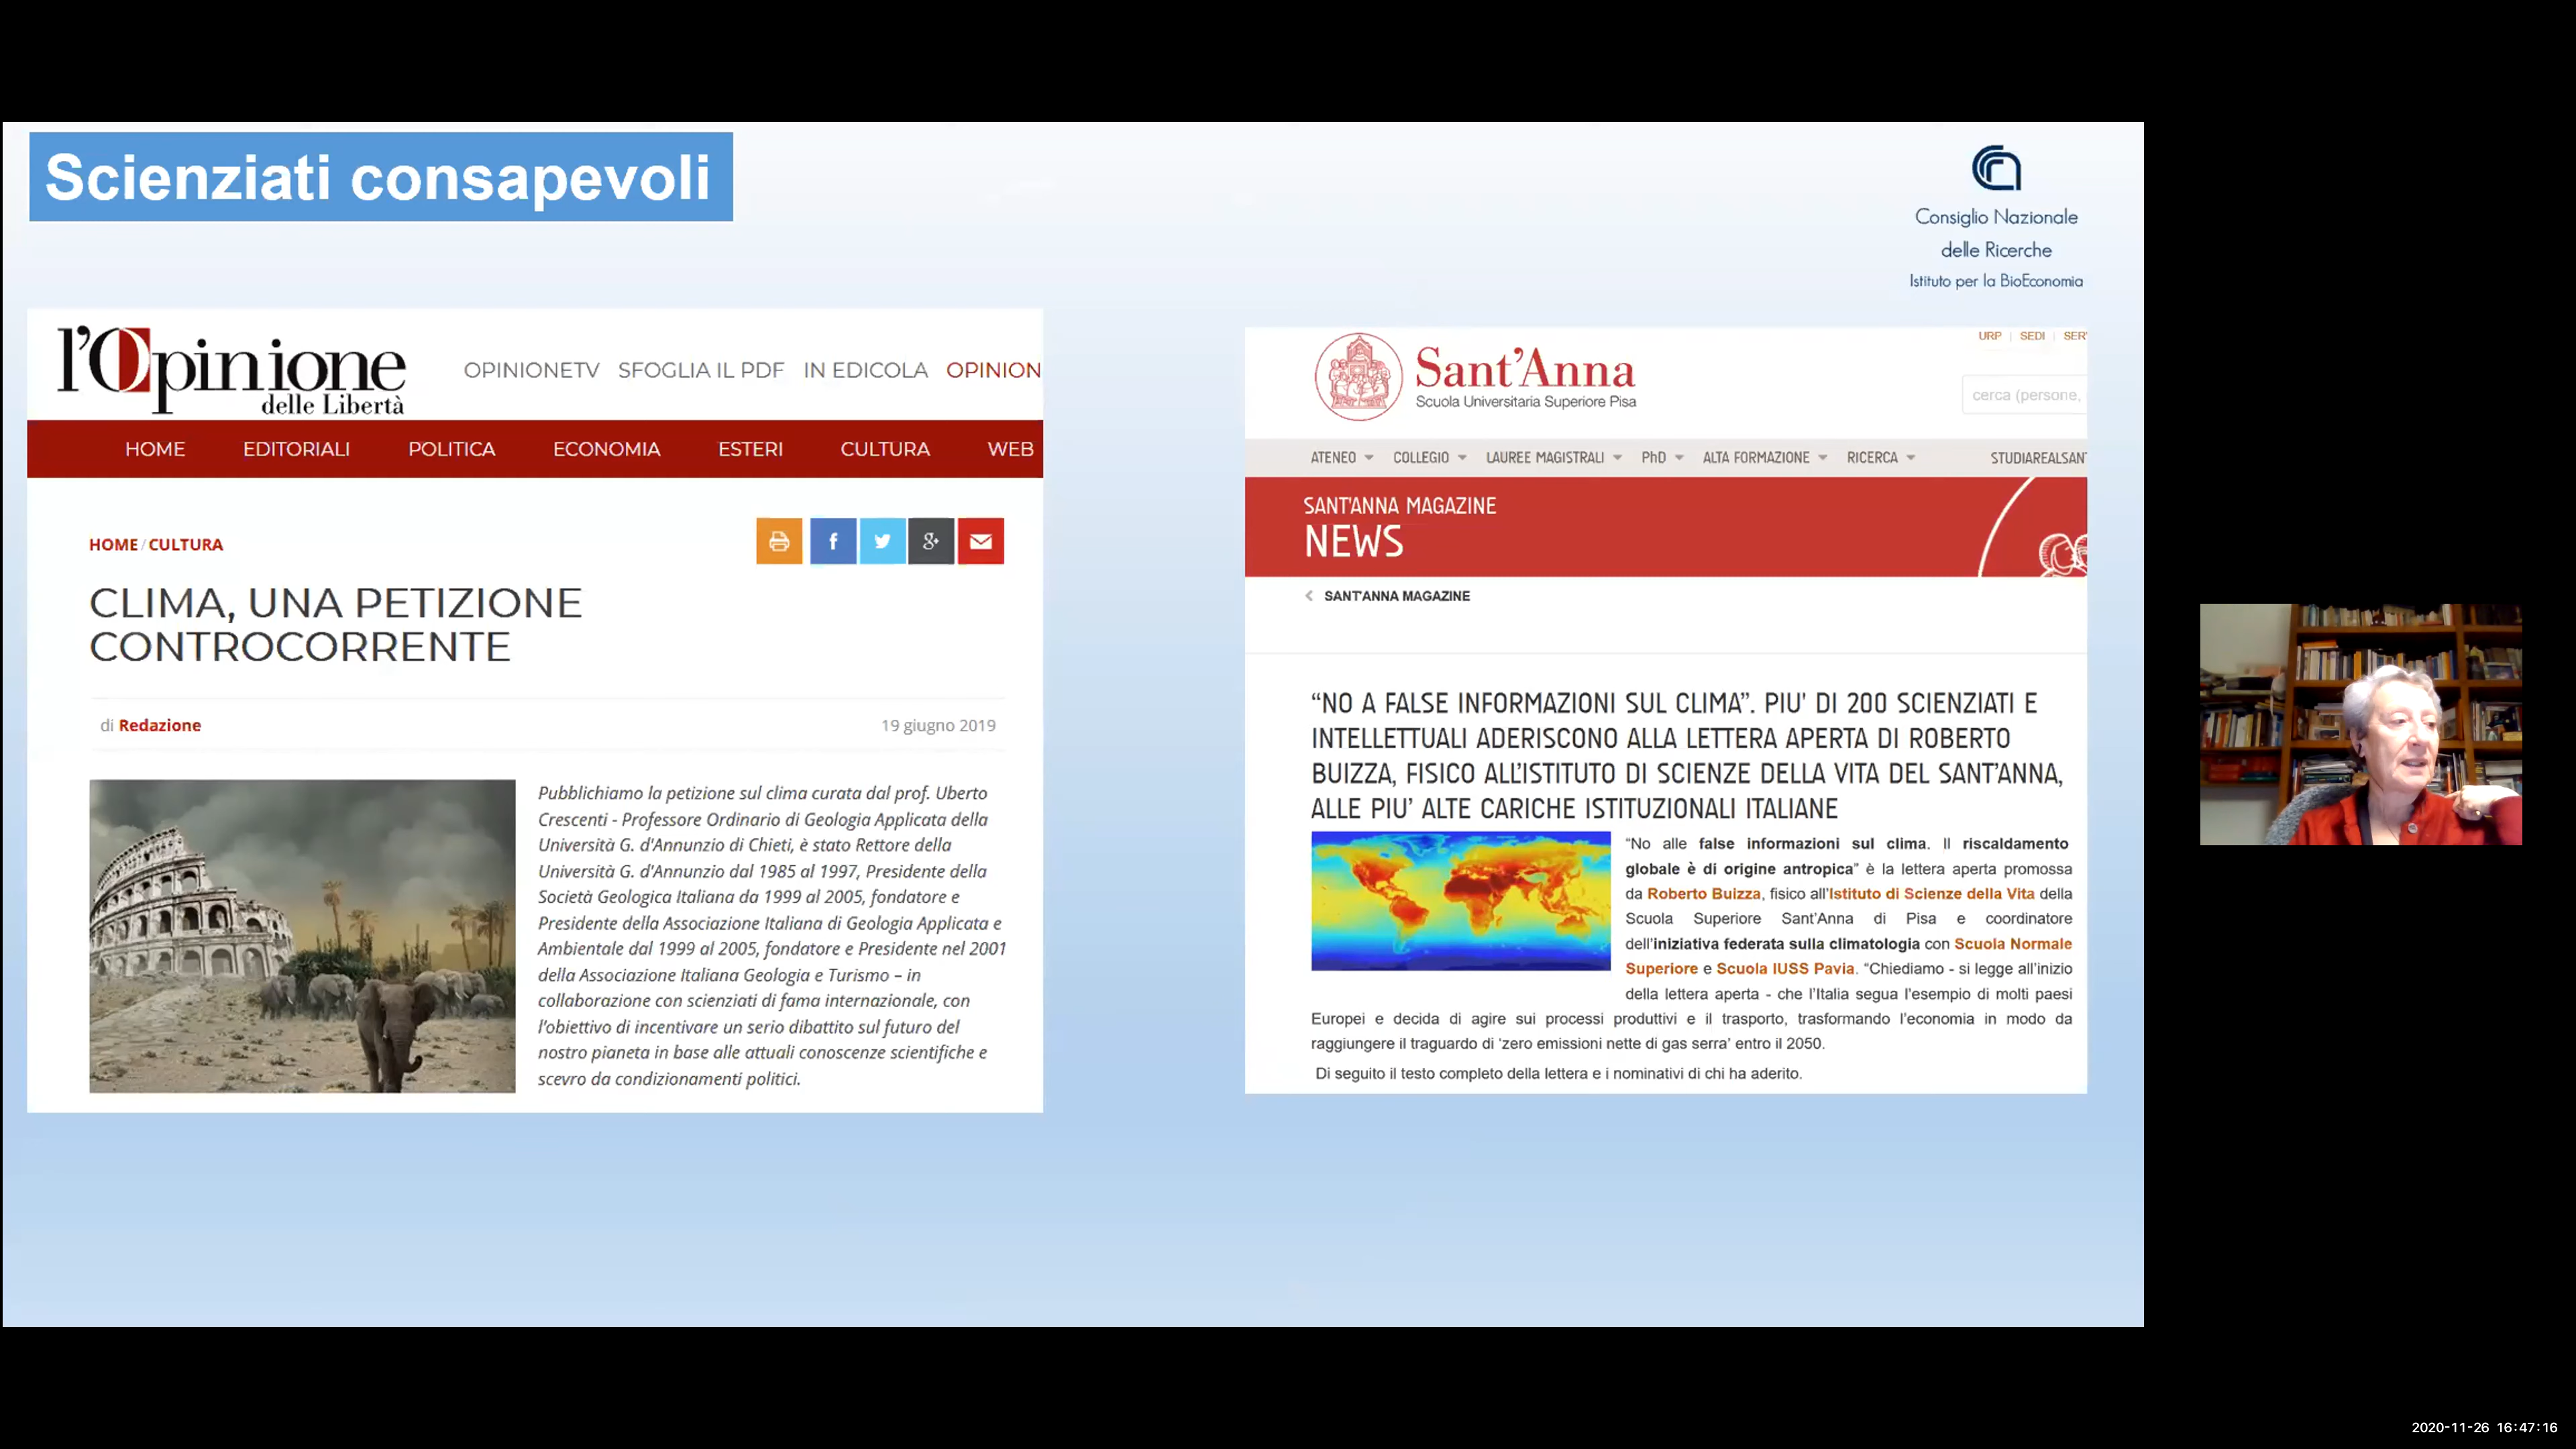 Scienziati consapevoli
Consiglio Nazionale
delle Ricerche
Istituto per la BioEconomia
l'Opinione
delle Libertà
OPINIONETV SFOGLIA IL PDF IN EDICOLA OPINION
HOME EDITORIALI POLITICA ECONOMIA ESTERI CULTURA WEB
HOME / CULTURA
CLIMA, UNA PETIZIONE
CONTROCORRENTE
di Redazione
19 giugno 2019
Pubblichiamo la petizione sul clima curata dal prof. Uberto
Crescenti - Professore Ordinario di Geologia Applicata della
Università G. d'Annunzio di Chieti, è stato Rettore della
Università G. d'Annunzio dal 1985 al 1997, Presidente della
Società Geologica Italiana da 1999 al 2005, fondatore e
Presidente della Associazione Italiana di Geologia Applicata e
Ambientale dal 1999 al 2005, fondatore e Presidente nel 2001
della Associazione Italiana Geologia e Turismo – in
collaborazione con scienziati di fama internazionale, con
l'obiettivo di incentivare un serio dibattito sul futuro del
nostro pianeta in base alle attuali conoscenze scientifiche e
scevro da condizionamenti politici.
Sant'Anna
Scuola Universitaria Superiore Pisa
URP | SEDI | SER
cerca (persone,
ATENEO COLLEGIO LAUREE MAGISTRALI PhD ALTA FORMAZIONE RICERCA STUDIAREALSAN
SANT'ANNA MAGAZINE
NEWS
SANT'ANNA MAGAZINE
“NO A FALSE INFORMAZIONI SUL CLIMA”. PIU' DI 200 SCIENZIATI E
INTELLETTUALI ADERISCONO ALLA LETTERA APERTA DI ROBERTO
BUIZZA, FISICO ALL'ISTITUTO DI SCIENZE DELLA VITA DEL SANT'ANNA,
ALLE PIU' ALTE CARICHE ISTITUZIONALI ITALIANE
“No alle false informazioni sul clima. Il riscaldamento
globale è di origine antropica” è la lettera aperta promossa
da Roberto Buizza, fisico all'Istituto di Scienze della Vita della
Scuola Superiore Sant'Anna di Pisa e coordinatore
dell'iniziativa federata sulla climatologia con Scuola Normale
Superiore e Scuola IUSS Pavia. “Chiediamo - si legge all'inizio
della lettera aperta - che l'Italia segua l'esempio di molti paesi
Europei e decida di agire sui processi produttivi e il trasporto, trasformando l'economia in modo da
raggiungere il traguardo di 'zero emissioni nette di gas serra' entro il 2050.
Di seguito il testo completo della lettera e i nominativi di chi ha aderito.
2020-11-26 16:47:16